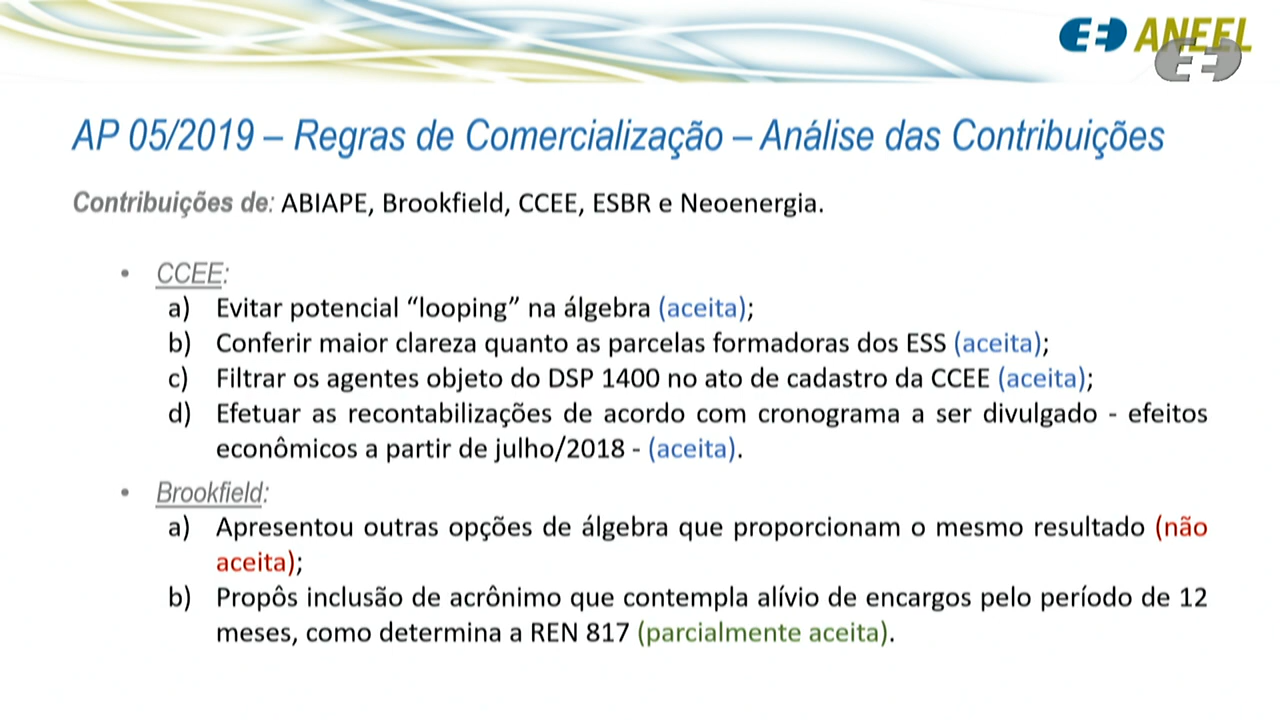 ANEEL
AP 05/2019 – Regras de Comercialização – Análise das Contribuições
Contribuições de: ABIAPE, Brookfield, CCEE, ESBR e Neoenergia.
• CCEE:
a) Evitar potencial “looping” na álgebra (aceita);
b) Conferir maior clareza quanto as parcelas formadoras dos ESS (aceita);
c) Filtrar os agentes objeto do DSP 1400 no ato de cadastro da CCEE (aceita);
d) Efetuar as recontabilizações de acordo com cronograma a ser divulgado - efeitos
econômicos a partir de julho/2018 - (aceita).
• Brookfield:
a) Apresentou outras opções de álgebra que proporcionam o mesmo resultado (não
aceita);
b) Propôs inclusão de acrônimo que contempla alívio de encargos pelo período de 12
meses, como determina a REN 817 (parcialmente aceita).